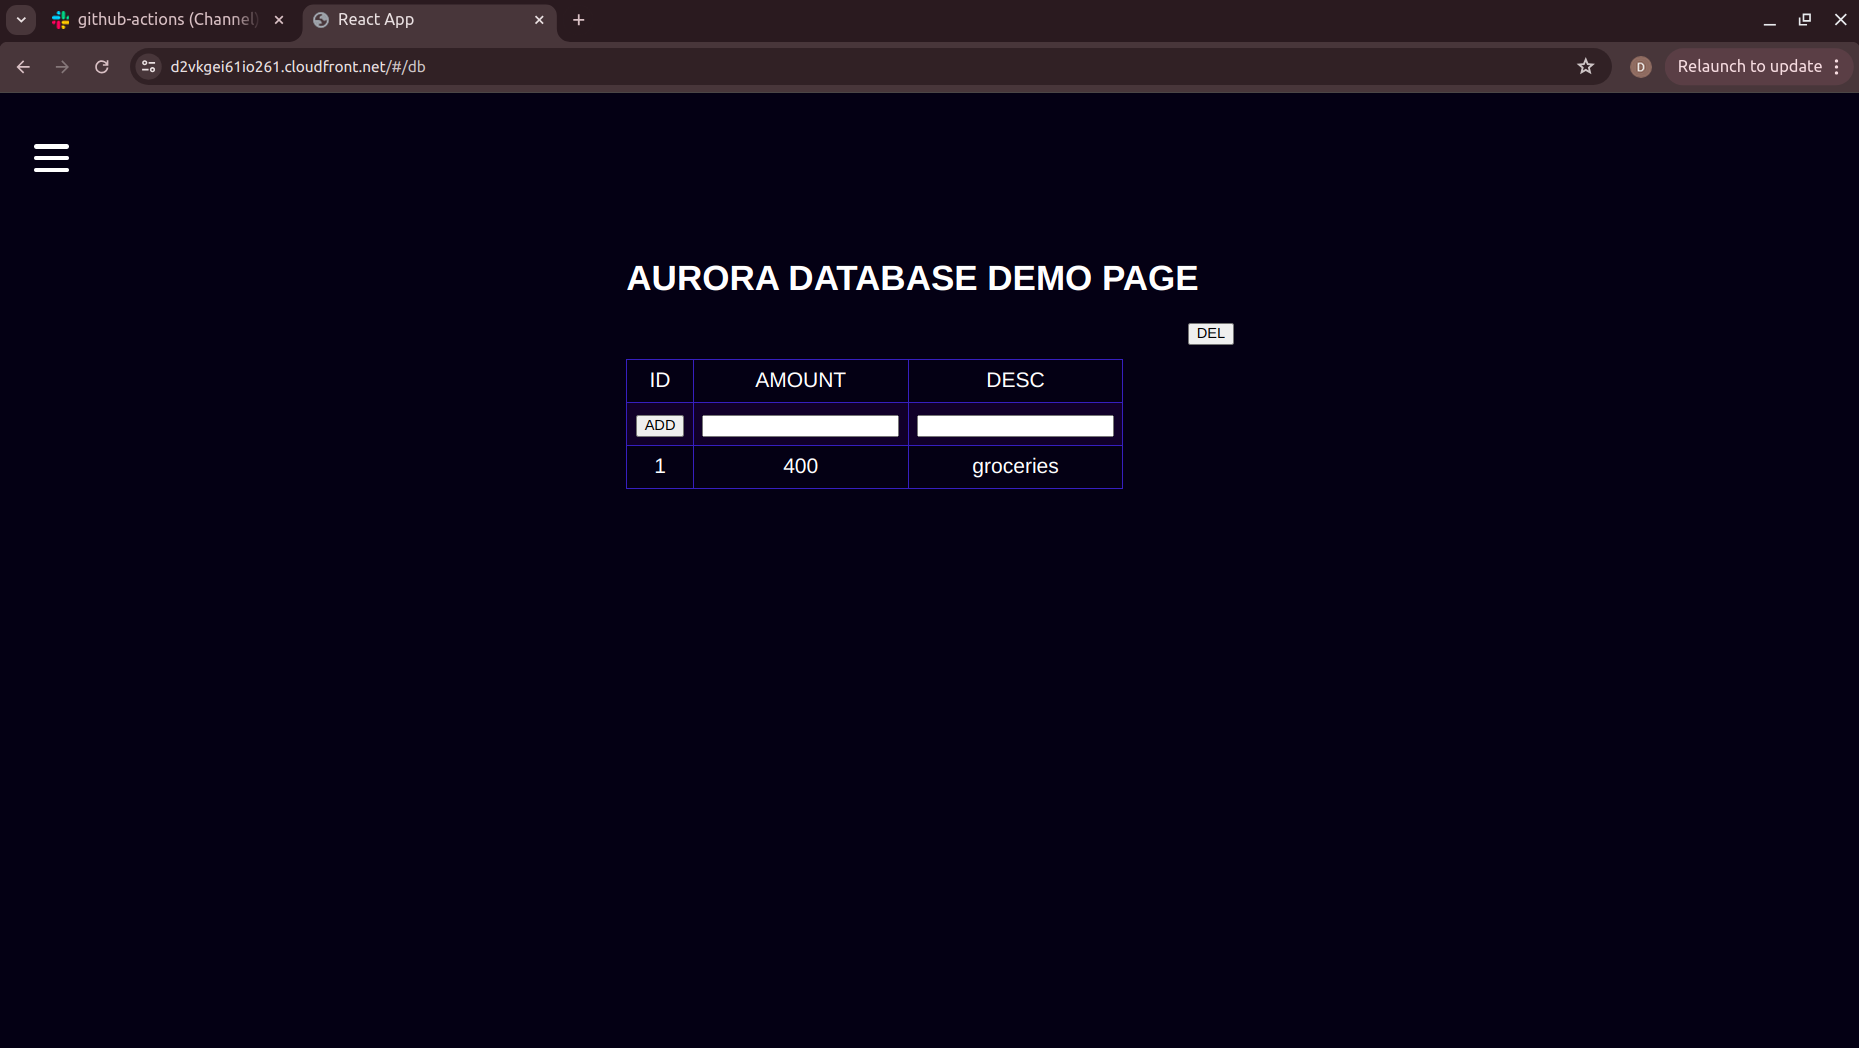 github-actions (Channel)
React App
d2vkgei61io261.cloudfront.net/#/db
D
Relaunch to update
AURORA DATABASE DEMO PAGE
DEL
ID AMOUNT DESC
ADD
1 400 groceries